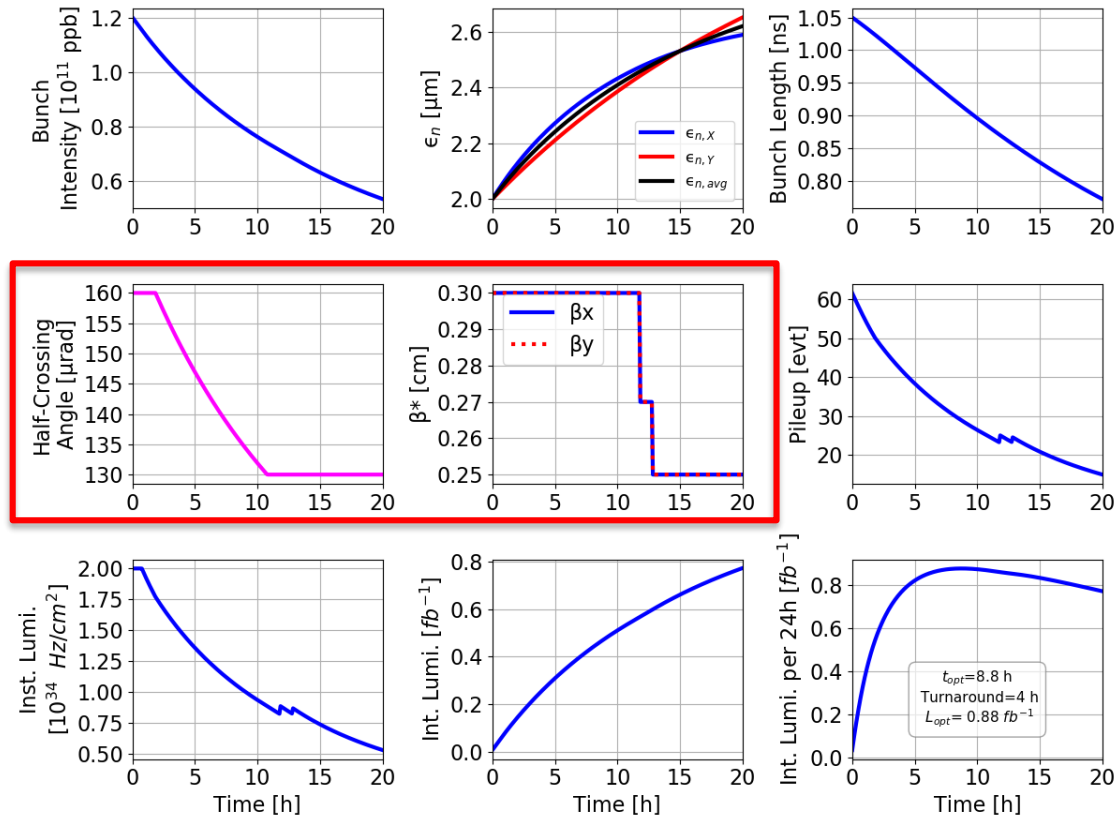 Bunch
Intensity [10^11 ppb]
1.2
1.0
0.8
0.6
0 5 10 15 20
ϵn [μm]
2.6
2.4
2.2
2.0
ϵn, X
ϵn, Y
ϵn, avg
0 5 10 15 20
Bunch Length [ns]
1.05
1.00
0.95
0.90
0.85
0.80
0 5 10 15 20
Half-Crossing
Angle [μrad]
160
155
150
145
140
135
130
0 5 10 15 20
β* [cm]
0.30
0.29
0.28
0.27
0.26
0.25
βx
βy
0 5 10 15 20
Pileup [evt]
60
50
40
30
20
0 5 10 15 20
Inst. Lumi.
[10^34 Hz/cm^2]
2.00
1.75
1.50
1.25
1.00
0.75
0.50
0 5 10 15 20
Time [h]
Int. Lumi. [fb^−1]
0.8
0.6
0.4
0.2
0.0
0 5 10 15 20
Time [h]
Int. Lumi. per 24h [fb^−1]
0.8
0.6
0.4
0.2
0.0
t_opt=8.8 h
Turnaround=4 h
L_opt= 0.88 fb^−1
0 5 10 15 20
Time [h]